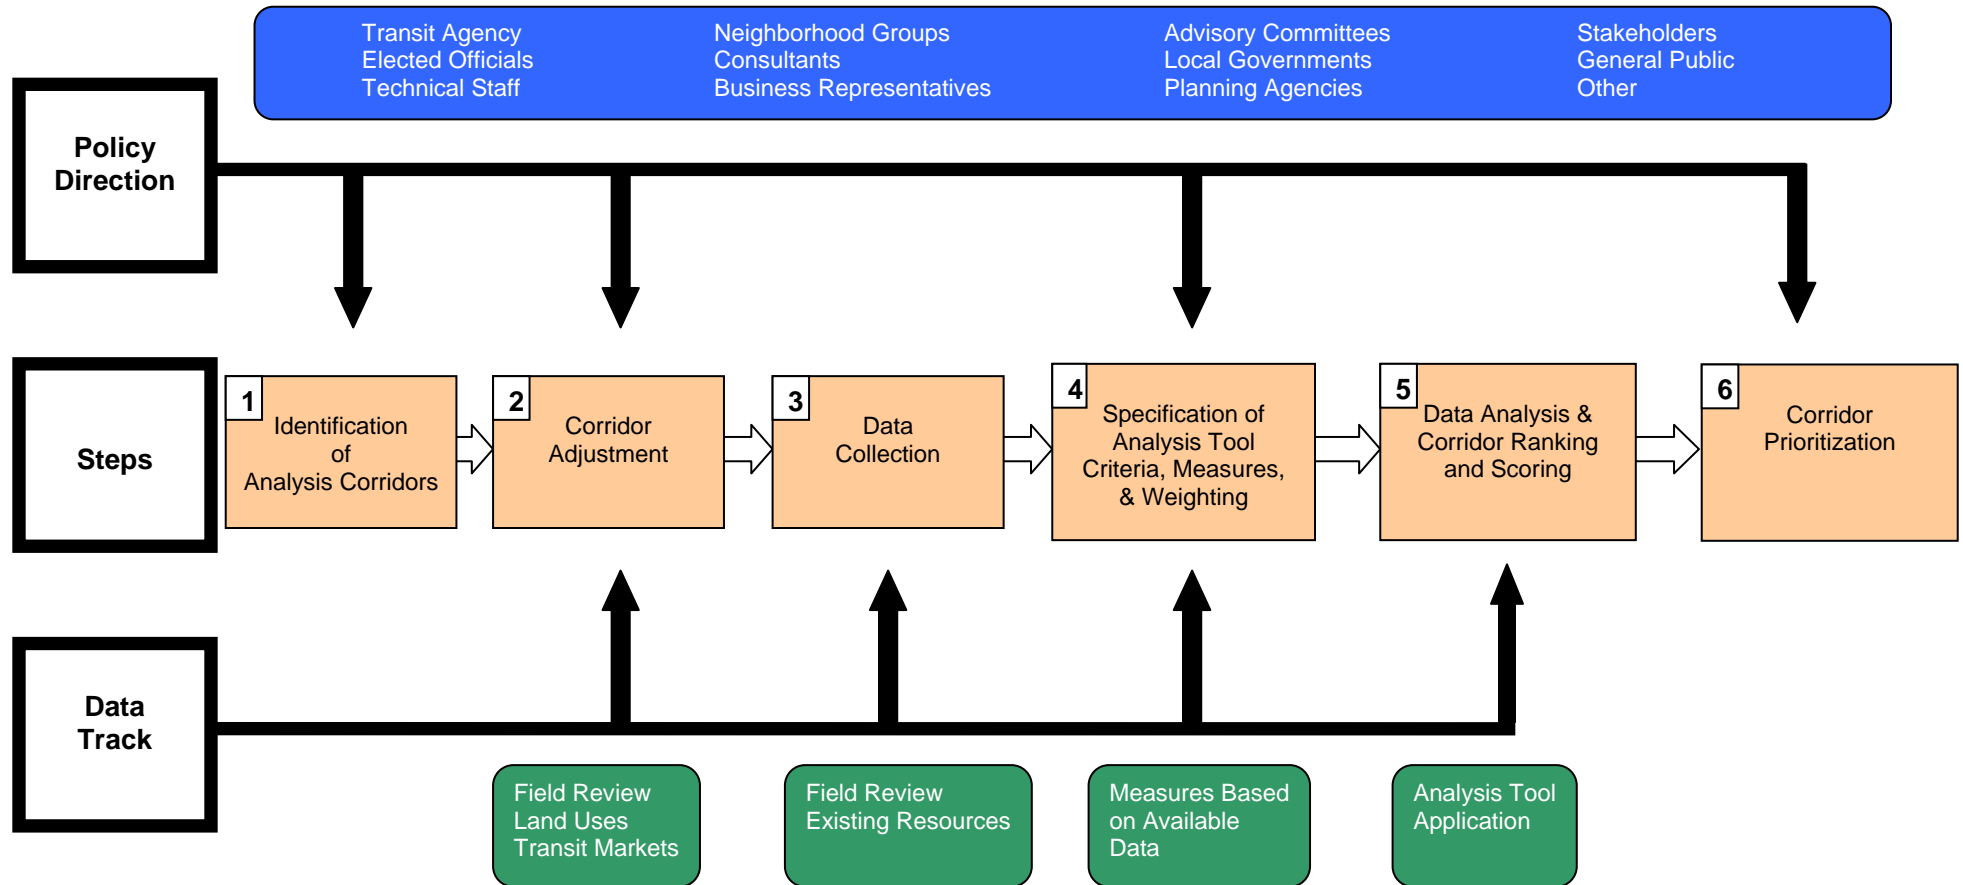 Transit Agency
Elected Officials
Technical Staff
Neighborhood Groups
Consultants
Business Representatives
Advisory Committees
Local Governments
Planning Agencies
Stakeholders
General Public
Other
Policy
Direction
Steps
1
Identification
of
Analysis Corridors
2
Corridor
Adjustment
3
Data
Collection
4
Specification of
Analysis Tool
Criteria, Measures,
& Weighting
5
Data Analysis &
Corridor Ranking
and Scoring
6
Corridor
Prioritization
Data
Track
Field Review
Land Uses
Transit Markets
Field Review
Existing Resources
Measures Based
on Available
Data
Analysis Tool
Application